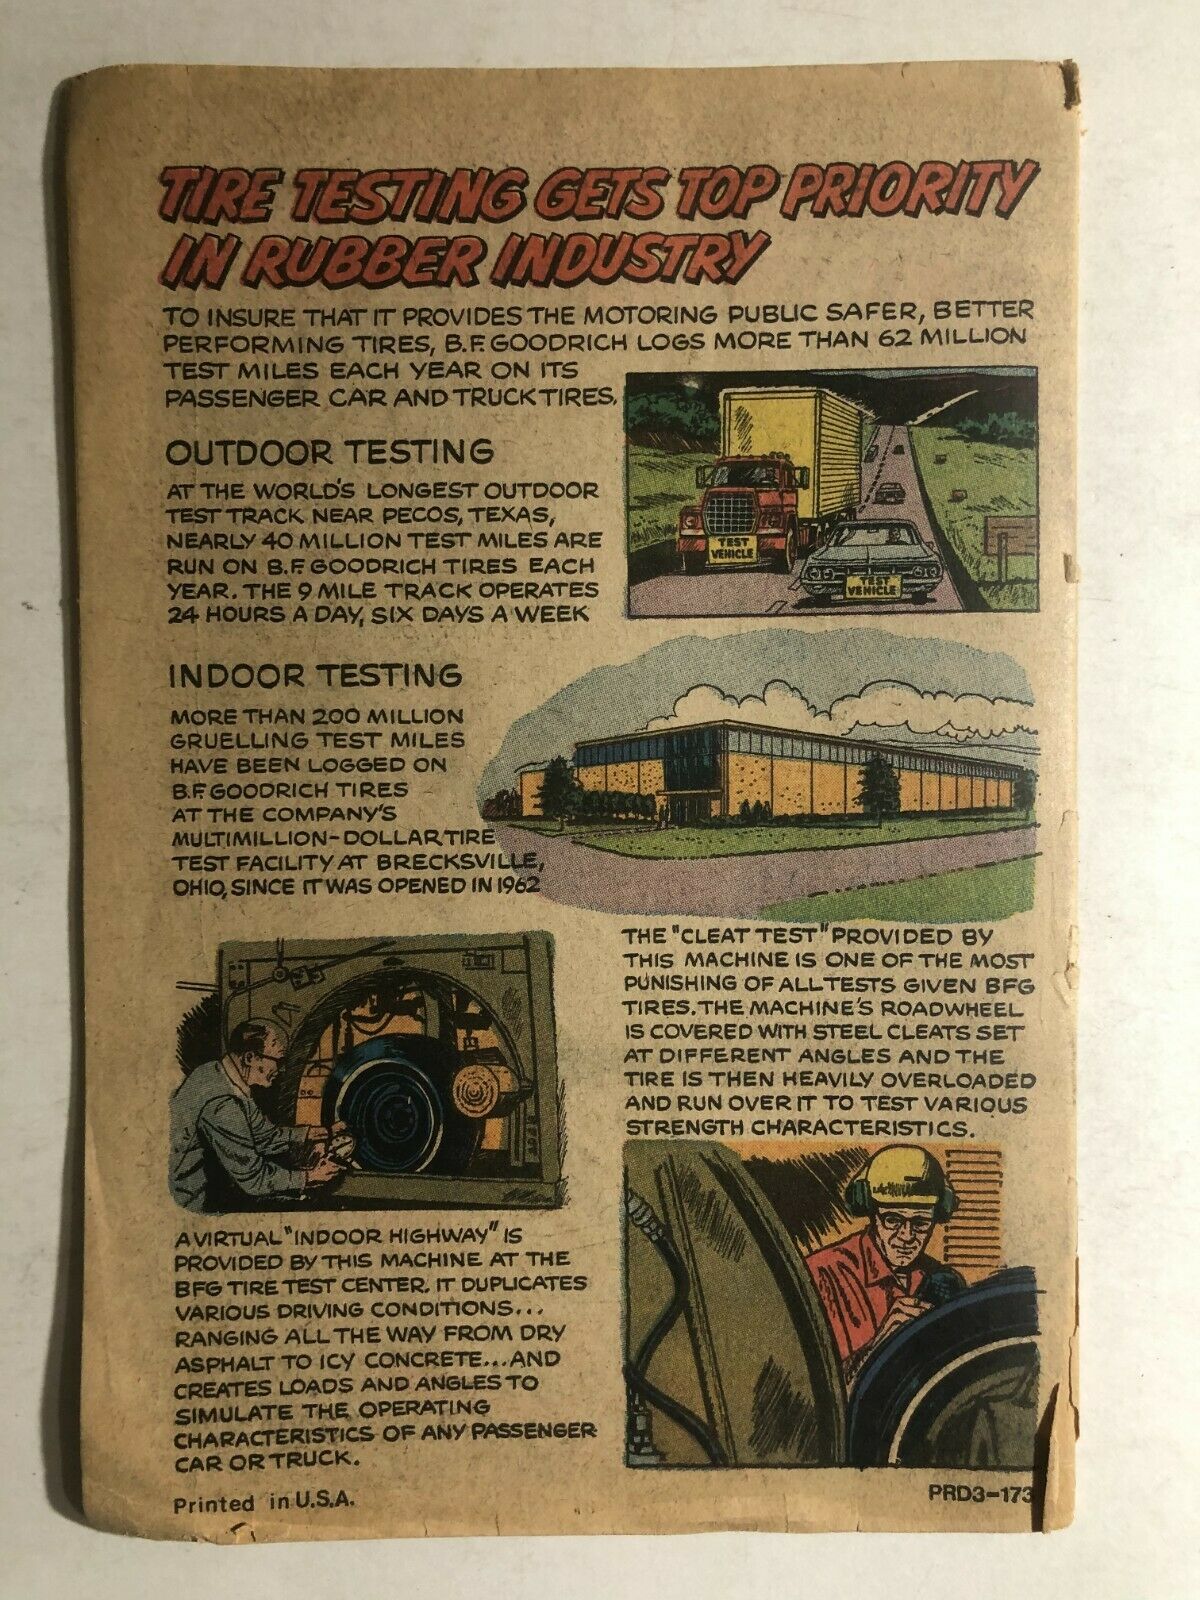 TIRE TESTING GETS TOP PRIORITY
IN RUBBER INDUSTRY
TO INSURE THAT IT PROVIDES THE MOTORING PUBLIC SAFER, BETTER
PERFORMING TIRES, B.F. GOODRICH LOGS MORE THAN 62 MILLION
TEST MILES EACH YEAR ON ITS
PASSENGER CAR AND TRUCK TIRES.
OUTDOOR TESTING
AT THE WORLD'S LONGEST OUTDOOR
TEST TRACK NEAR PECOS, TEXAS,
NEARLY 40 MILLION TEST MILES ARE
RUN ON B.F. GOODRICH TIRES EACH
YEAR. THE 9 MILE TRACK OPERATES
24 HOURS A DAY, SIX DAYS A WEEK
TEST
VEHICLE
TEST
VEHICLE
INDOOR TESTING
MORE THAN 200 MILLION
GRUELLING TEST MILES
HAVE BEEN LOGGED ON
B.F. GOODRICH TIRES
AT THE COMPANY'S
MULTIMILLION-DOLLAR TIRE
TEST FACILITY AT BRECKSVILLE,
OHIO, SINCE IT WAS OPENED IN 1962
THE "CLEAT TEST" PROVIDED BY
THIS MACHINE IS ONE OF THE MOST
PUNISHING OF ALL TESTS GIVEN BFG
TIRES. THE MACHINE'S ROADWHEEL
IS COVERED WITH STEEL CLEATS SET
AT DIFFERENT ANGLES AND THE
TIRE IS THEN HEAVILY OVERLOADED
AND RUN OVER IT TO TEST VARIOUS
STRENGTH CHARACTERISTICS.
A VIRTUAL "INDOOR HIGHWAY" IS
PROVIDED BY THIS MACHINE AT THE
BFG TIRE TEST CENTER. IT DUPLICATES
VARIOUS DRIVING CONDITIONS...
RANGING ALL THE WAY FROM DRY
ASPHALT TO ICY CONCRETE...AND
CREATES LOADS AND ANGLES TO
SIMULATE THE OPERATING
CHARACTERISTICS OF ANY PASSENGER
CAR OR TRUCK.
Printed in U.S.A.
PRD3-173